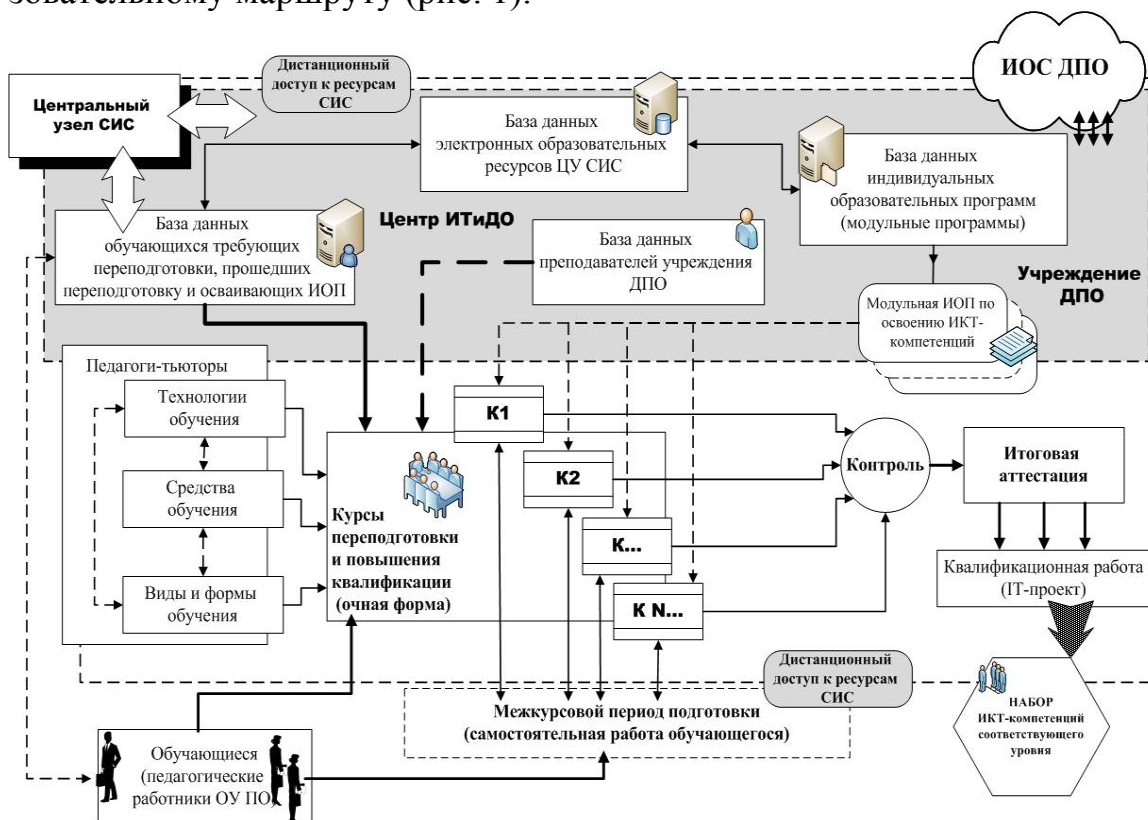 зовательному маршруту (рис. 1).
ИОС ДПО
Дистанционный
доступ к ресурсам
СИС
Центральный
узел СИС
База данных
электронных образовательных
ресурсов ЦУ СИС
База данных
индивидуальных
образовательных программ
(модульные программы)
База данных
обучающихся требующих
переподготовки, прошедших
переподготовку и осваивающих ИОП
Центр ИТиДО
База данных
преподавателей учреждения
ДПО
Учреждение
ДПО
Модульная ИОП по
освоению ИКТ-
компетенций
Педагоги-тьюторы
Технологии
обучения
Средства
обучения
Виды и формы
обучения
Курсы
переподготовки
и повышения
квалификации
(очная форма)
К1
К2
К...
К N...
Контроль
Итоговая
аттестация
Квалификационная работа
(IT-проект)
Дистанционный
доступ к ресурсам
СИС
Межкурсовой период подготовки
(самостоятельная работа обучающегося)
НАБОР
ИКТ-компетенций
соответствующего
уровня
Обучающиеся
(педагогические
работники ОУ ПО)